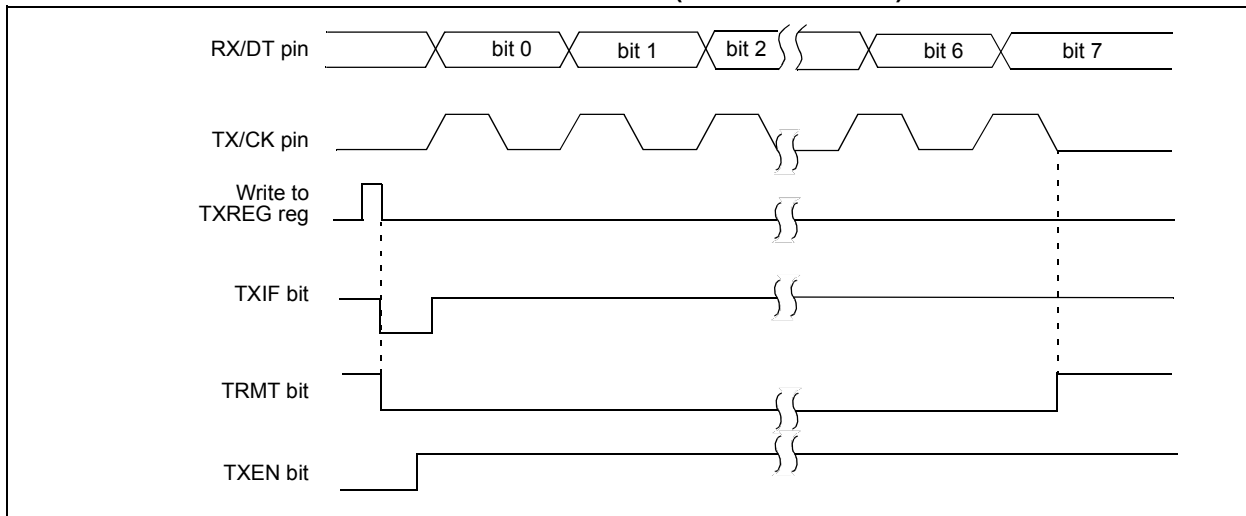 RX/DT pin
bit 0
bit 1
bit 2
bit 6
bit 7
TX/CK pin
Write to
TXREG reg
TXIF bit
TRMT bit
TXEN bit